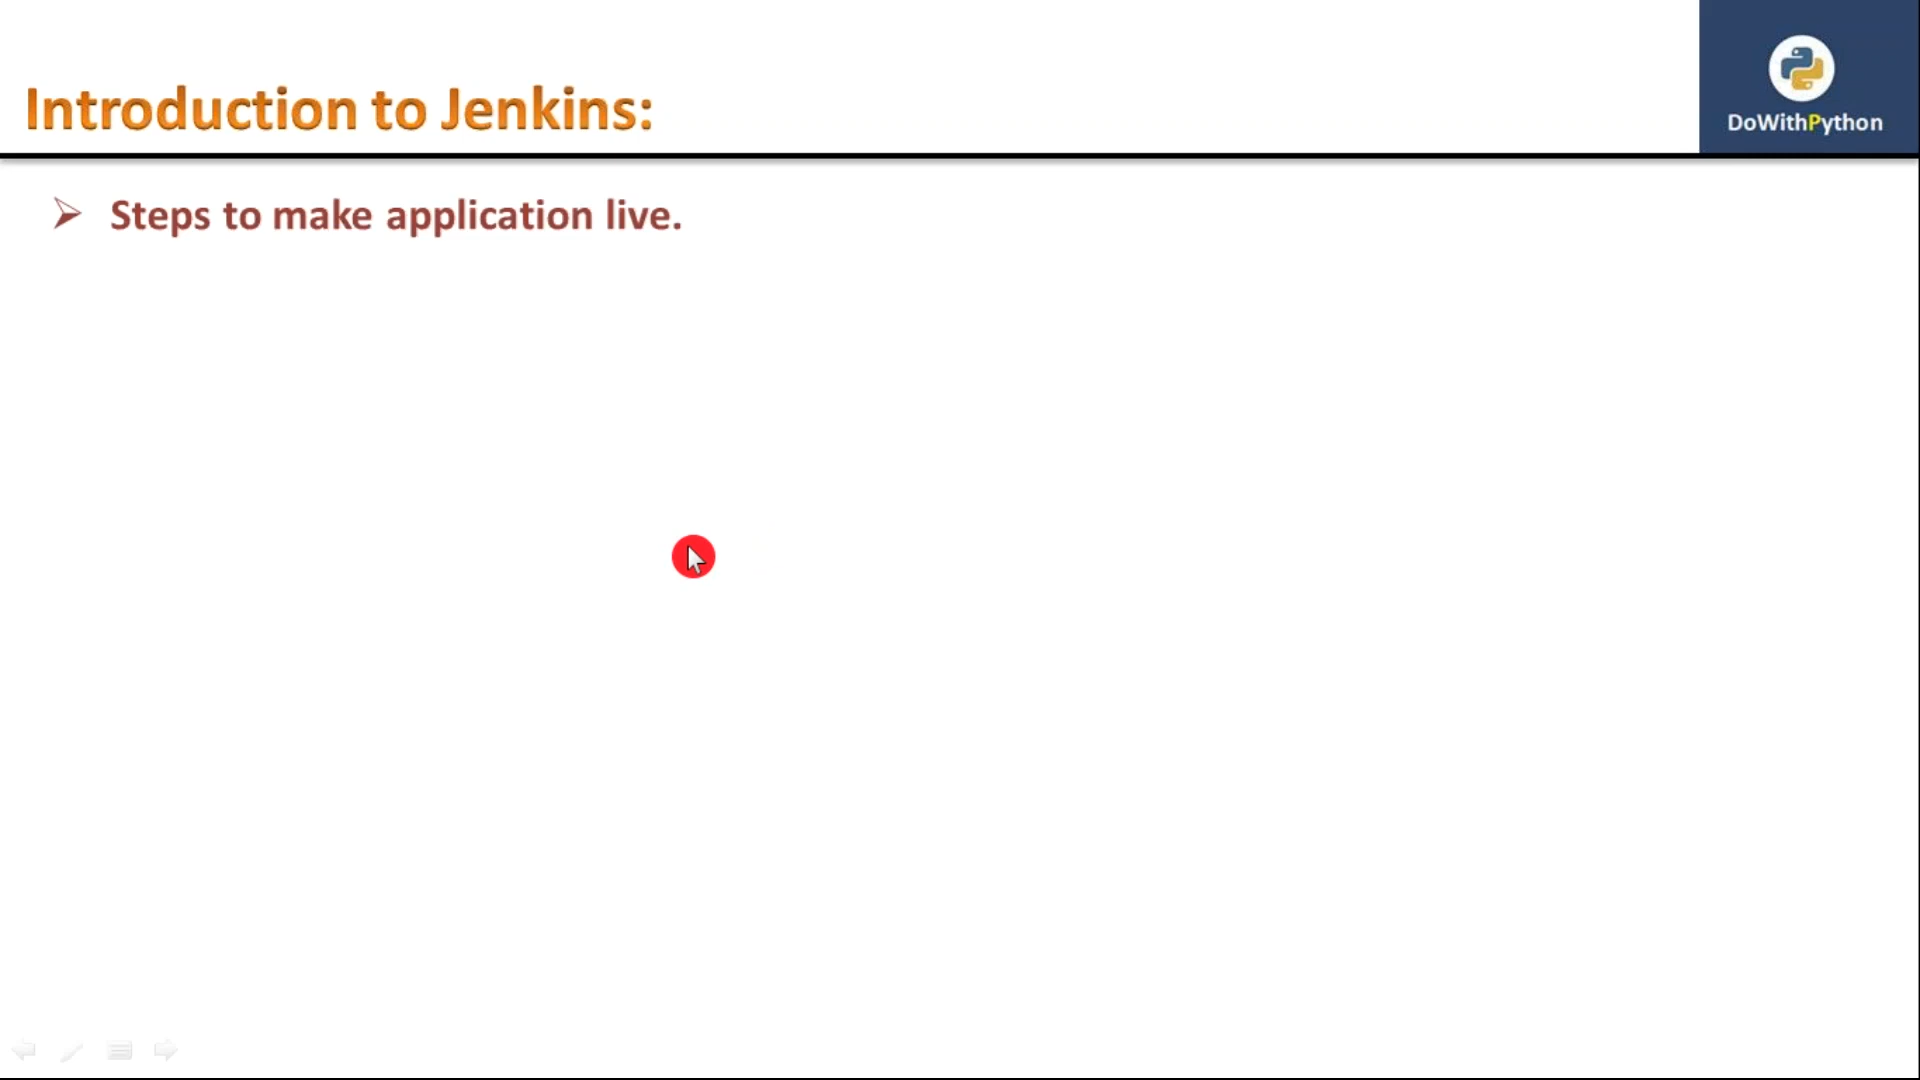 Introduction to Jenkins:
DoWithPython
Steps to make application live.